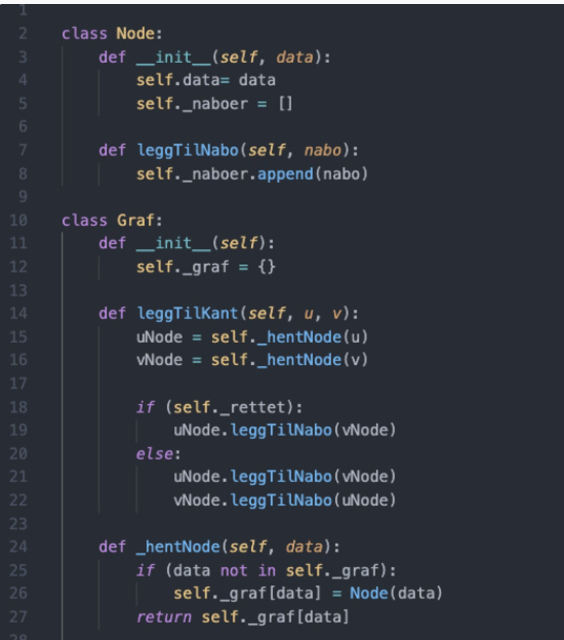 1
2 class Node:
3     def __init__(self, data):
4         self.data= data
5         self._naboer = []
6
7     def leggTilNabo(self, nabo):
8         self._naboer.append(nabo)
9
10 class Graf:
11     def __init__(self):
12         self._graf = {}
13
14     def leggTilKant(self, u, v):
15         uNode = self._hentNode(u)
16         vNode = self._hentNode(v)
17
18         if (self._rettet):
19             uNode.leggTilNabo(vNode)
20         else:
21             uNode.leggTilNabo(vNode)
22             vNode.leggTilNabo(uNode)
23
24     def _hentNode(self, data):
25         if (data not in self._graf):
26             self._graf[data] = Node(data)
27         return self._graf[data]
28